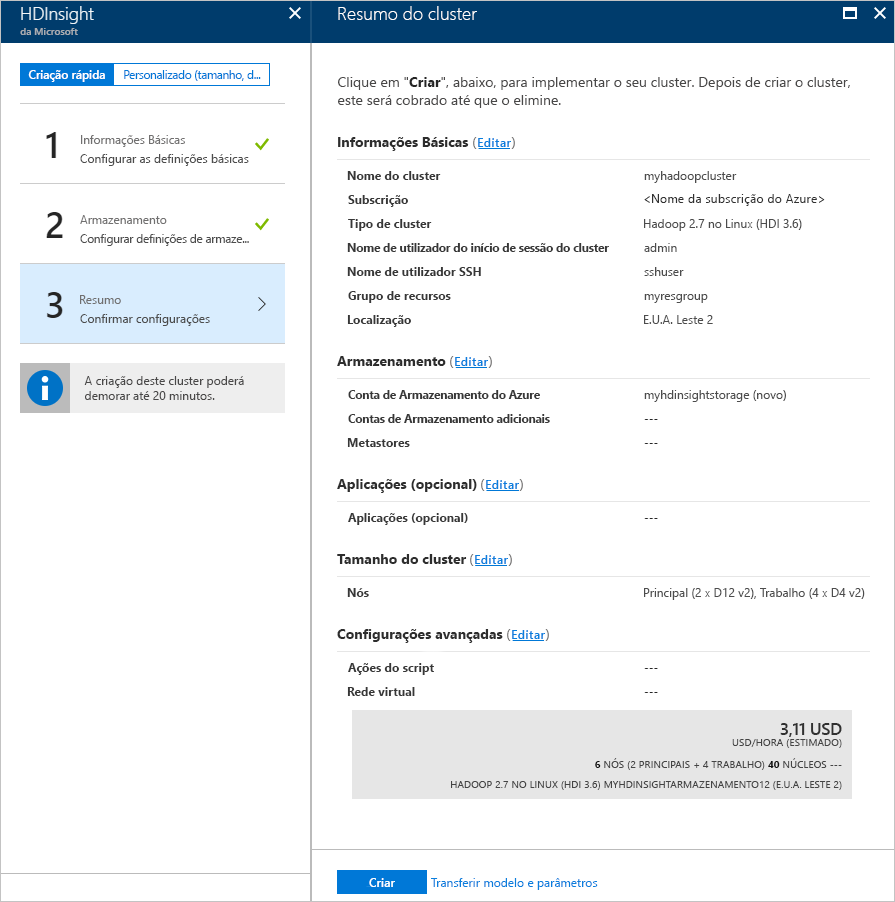 HDInsight
da Microsoft
Criação rápida
Personalizado (tamanho, d...
1
Informações Básicas
Configurar as definições básicas
2
Armazenamento
Configurar definições de armaze...
3
Resumo
Confirmar configurações
A criação deste cluster poderá
demorar até 20 minutos.
Resumo do cluster
Clique em "Criar", abaixo, para implementar o seu cluster. Depois de criar o cluster,
este será cobrado até que o elimine.
Informações Básicas (Editar)
Nome do cluster myhadoopcluster
Subscrição <Nome da subscrição do Azure>
Tipo de cluster Hadoop 2.7 no Linux (HDI 3.6)
Nome de utilizador do início de sessão do cluster admin
Nome de utilizador SSH sshuser
Grupo de recursos myresgroup
Localização E.U.A. Leste 2
Armazenamento (Editar)
Conta de Armazenamento do Azure myhdinsightstorage (novo)
Contas de Armazenamento adicionais ---
Metastores ---
Aplicações (opcional) (Editar)
Aplicações (opcional) ---
Tamanho do cluster (Editar)
Nós Principal (2 x D12 v2), Trabalho (4 x D4 v2)
Configurações avançadas (Editar)
Ações do script ---
Rede virtual ---
3,11 USD
USD/HORA (ESTIMADO)
6 NÓS (2 PRINCIPAIS + 4 TRABALHO) 40 NÚCLEOS ---
HADOOP 2.7 NO LINUX (HDI 3.6) MYHDINSIGHTARMAZENAMENTO12 (E.U.A. LESTE 2)
Criar
Transferir modelo e parâmetros